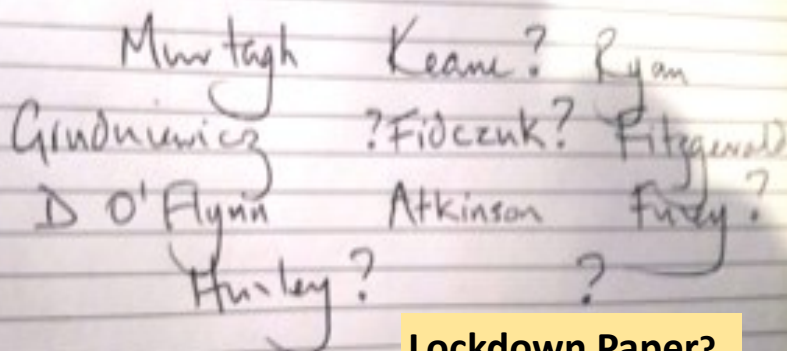 Murtagh Keane? Ryan
Grudniewicz ?Fidczuk? Fitzgerald
D O'Flynn Atkinson Furey?
Hurley? ?
Lockdown Paper?